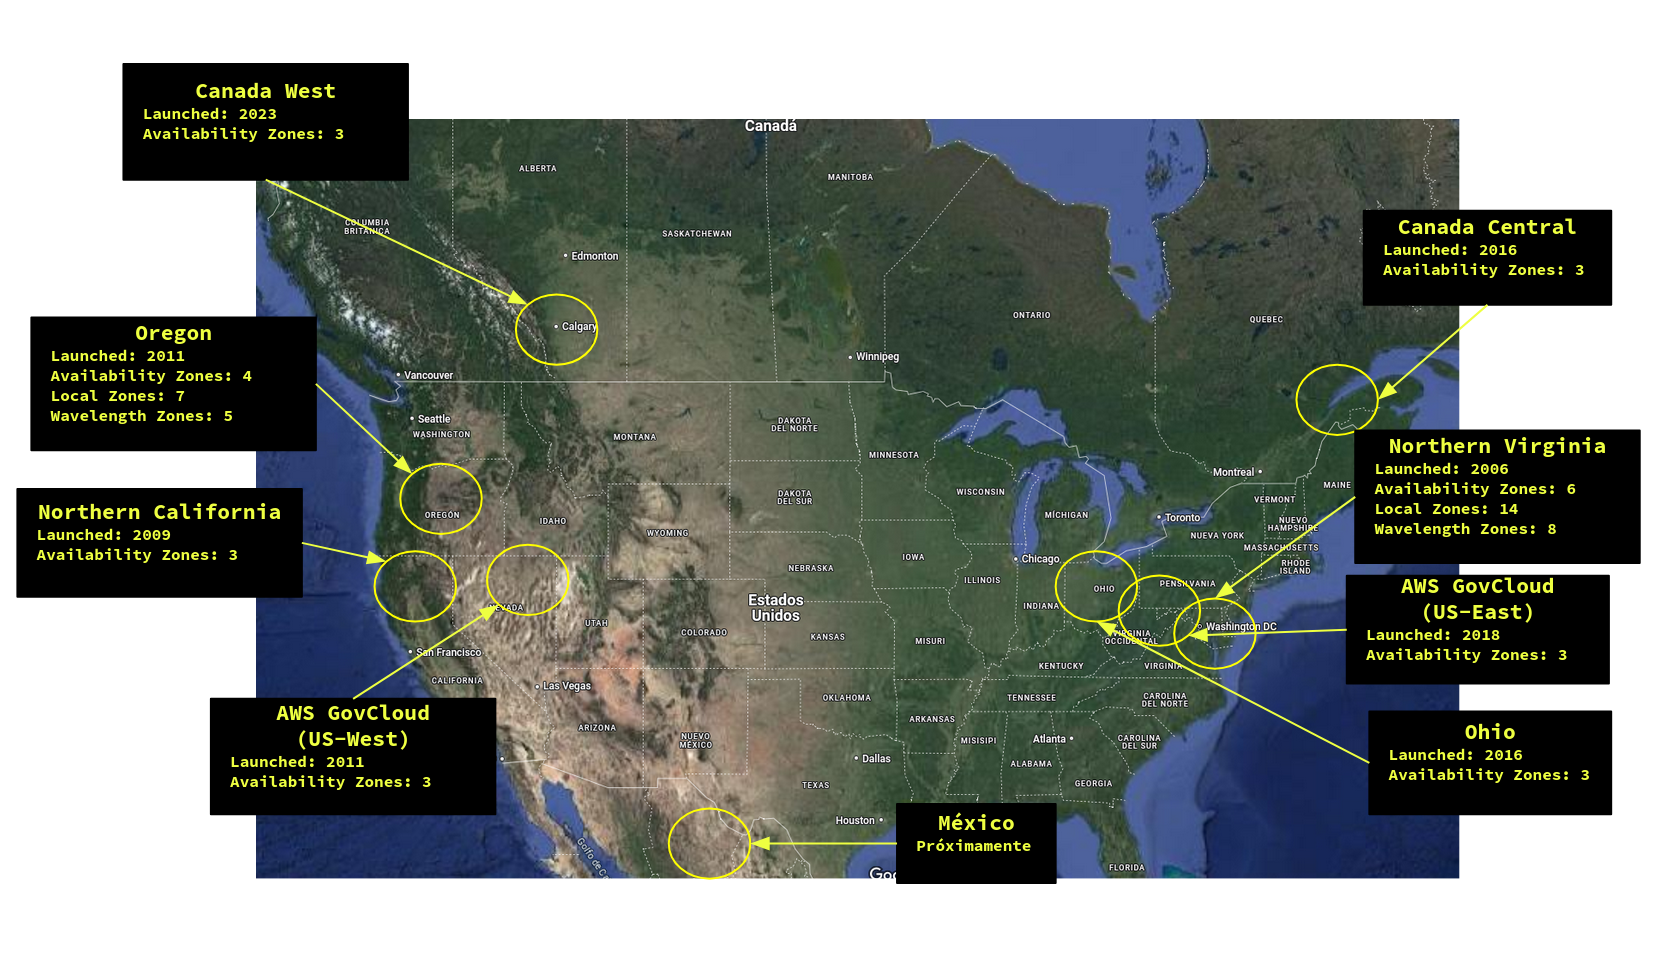 Canada West
Launched: 2023
Availability Zones: 3
Canadá
ALBERTA
MANITOBA
COLUMBIA
BRITÁNICA
SASKATCHEWAN
Edmonton
Canada Central
Launched: 2016
Availability Zones: 3
ONTARIO
QUEBEC
Calgary
Oregon
Launched: 2011
Availability Zones: 4
Local Zones: 7
Wavelength Zones: 5
Winnipeg
Vancouver
Seattle
WASHINGTON
MONTANA
DAKOTA
DEL NORTE
MINNESOTA
Montreal
MAINE
Northern Virginia
Launched: 2006
Availability Zones: 6
Local Zones: 14
Wavelength Zones: 8
Northern California
Launched: 2009
Availability Zones: 3
OREGÓN
IDAHO
WYOMING
DAKOTA
DEL SUR
WISCONSIN
MÍCHIGAN
Toronto
VERMONT
NUEVO
HAMPSHIRE
NUEVA YORK
MASSACHUSETTS
RHODE
ISLAND
NEBRASKA
IOWA
Chicago
ILLINOIS
INDIANA
OHIO
PENSILVANIA
NEVADA
UTAH
Estados
Unidos
COLORADO
KANSAS
MISURI
VIRGINIA
OCCIDENTAL
Washington DC
AWS GovCloud
(US-East)
Launched: 2018
Availability Zones: 3
San Francisco
CALIFORNIA
Las Vegas
KENTUCKY
VIRGINIA
AWS GovCloud
(US-West)
Launched: 2011
Availability Zones: 3
ARIZONA
NUEVO
MÉXICO
OKLAHOMA
ARKANSAS
TENNESSEE
CAROLINA
DEL NORTE
MISISIPI
Atlanta
CAROLINA
DEL SUR
Ohio
Launched: 2016
Availability Zones: 3
Dallas
TEXAS
ALABAMA
GEORGIA
Houston
México
Próximamente
Golfo de
FLORIDA